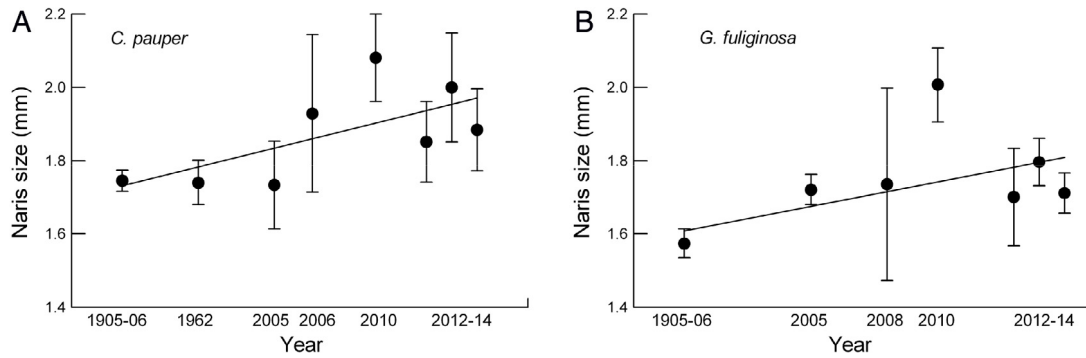 A
C. pauper
Naris size (mm)
2.2
2.0
1.8
1.6
1.4
1905-06 1962 2005 2006 2010 2012-14
Year
B
G. fuliginosa
Naris size (mm)
2.2
2.0
1.8
1.6
1.4
1905-06 2005 2008 2010 2012-14
Year